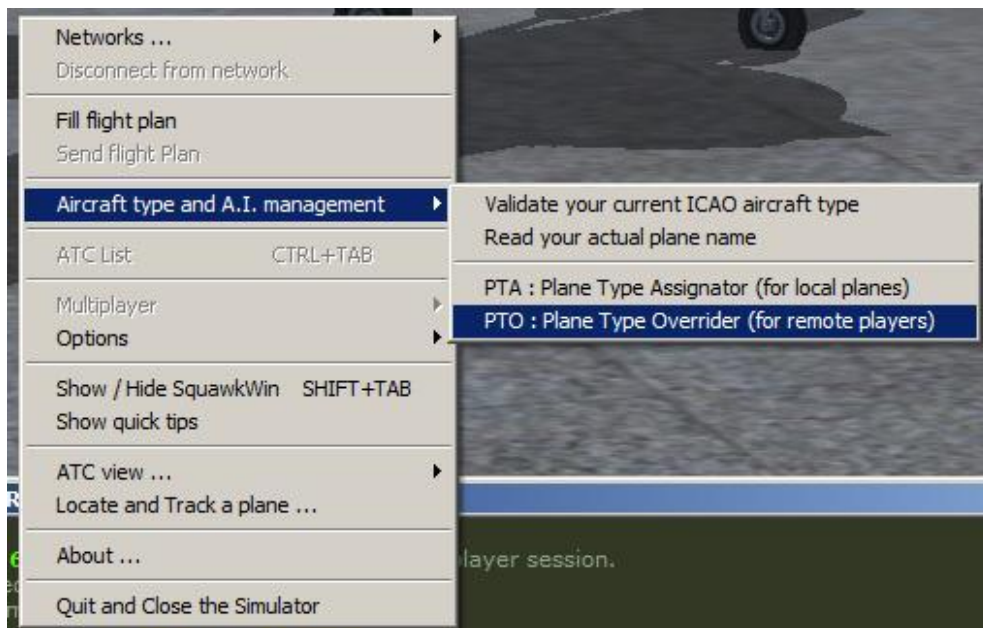 Networks ...
Disconnect from network
Fill flight plan
Send flight Plan
Aircraft type and A.I. management
Validate your current ICAO aircraft type
Read your actual plane name
PTA : Plane Type Assignator (for local planes)
PTO : Plane Type Overrider (for remote players)
ATC List CTRL+TAB
Multiplayer
Options
Show / Hide SquawkWin SHIFT+TAB
Show quick tips
ATC view ...
Locate and Track a plane ...
About ...
layer session.
Quit and Close the Simulator